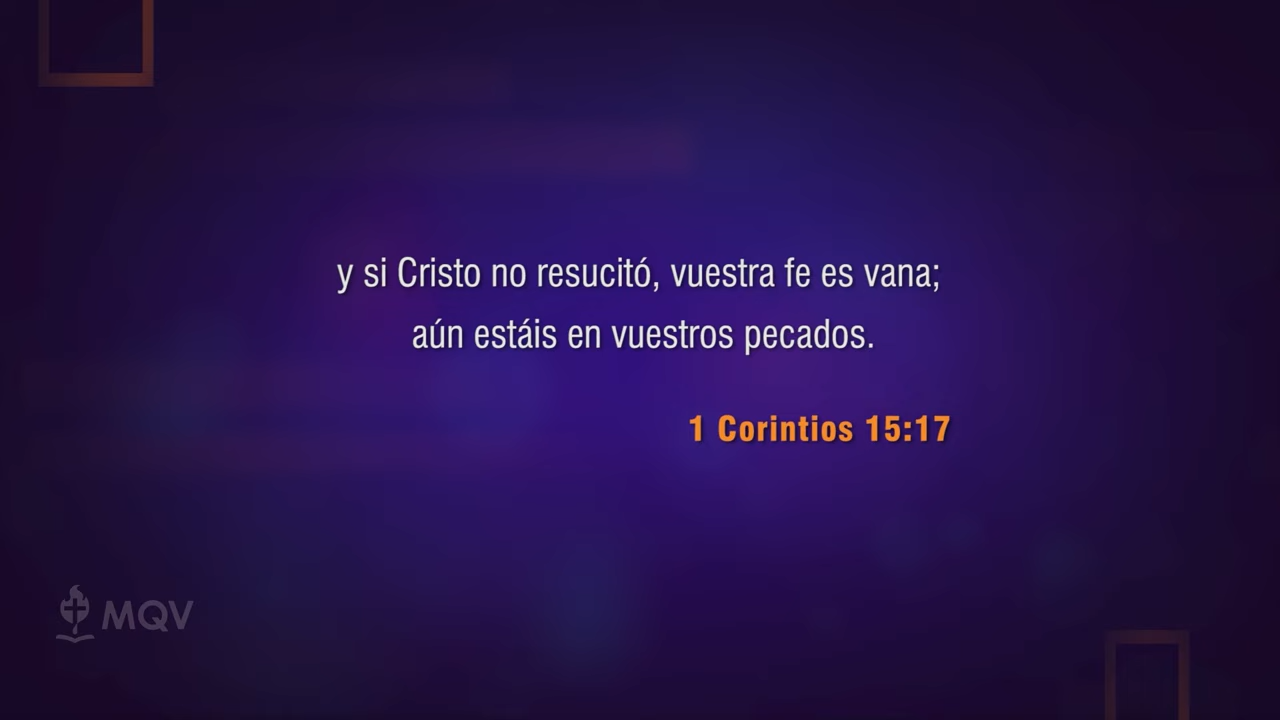 y si Cristo no resucitó, vuestra fe es vana;
aún estáis en vuestros pecados.
1 Corintios 15:17
MQV